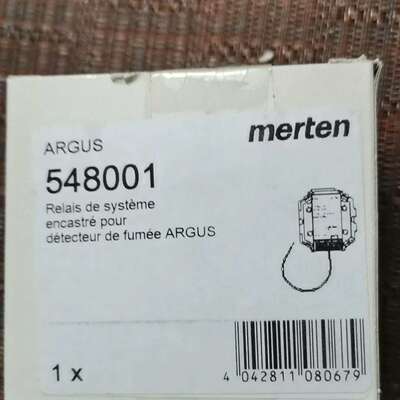 ARGUS
merten
548001
Relais de système
encastré pour
détecteur de fumée ARGUS
1 x
4 042811 080679